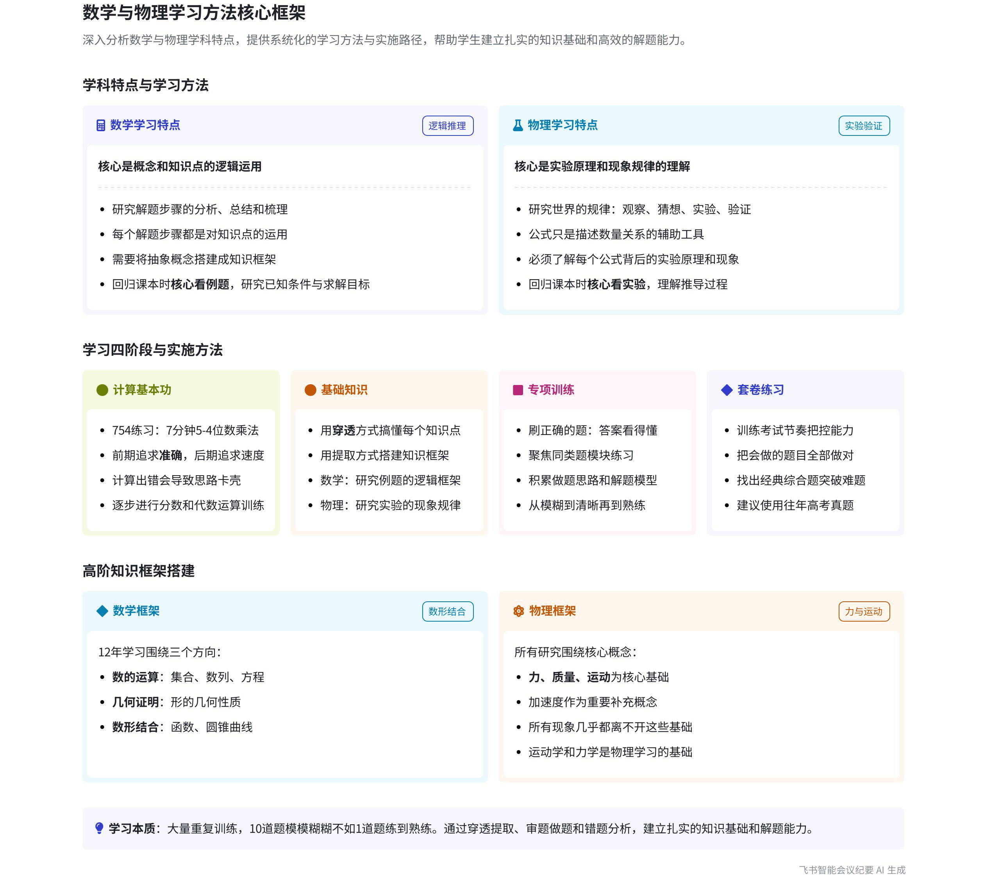 数学与物理学习方法核心框架
深入分析数学与物理学科特点，提供系统化的学习方法与实施路径，帮助学生建立扎实的知识基础和高效的解题能力。
学科特点与学习方法
数学学习特点
逻辑推理
核心是概念和知识点的逻辑运用
研究解题步骤的分析、总结和梳理
每个解题步骤都是对知识点的运用
需要将抽象概念搭建成知识框架
回归课本时核心看例题，研究已知条件与求解目标
物理学习特点
实验验证
核心是实验原理和现象规律的理解
研究世界的规律：观察、猜想、实验、验证
公式只是描述数量关系的辅助工具
必须了解每个公式背后的实验原理和现象
回归课本时核心看实验，理解推导过程
学习四阶段与实施方法
计算基本功
754练习：7分钟5-4位数乘法
前期追求准确，后期追求速度
计算出错会导致思路卡壳
逐步进行分数和代数运算训练
基础知识
用穿透方式搞懂每个知识点
用提取方式搭建知识框架
数学：研究例题的逻辑框架
物理：研究实验的现象规律
专项训练
刷正确的题：答案看得懂
聚焦同类题模块练习
积累做题思路和解题模型
从模糊到清晰再到熟练
套卷练习
训练考试节奏把控能力
把会做的题目全部做对
找出经典综合题突破难题
建议使用往年高考真题
高阶知识框架搭建
数学框架
数形结合
12年学习围绕三个方向：
数的运算：集合、数列、方程
几何证明：形的几何性质
数形结合：函数、圆锥曲线
物理框架
力与运动
所有研究围绕核心概念：
力、质量、运动为核心基础
加速度作为重要补充概念
所有现象几乎都离不开这些基础
运动学和力学是物理学习的基础
学习本质：大量重复训练，10道题模模糊糊不如1道题练到熟练。通过穿透提取、审题做题和错题分析，建立扎实的知识基础和解题能力。
飞书智能会议纪要 AI 生成